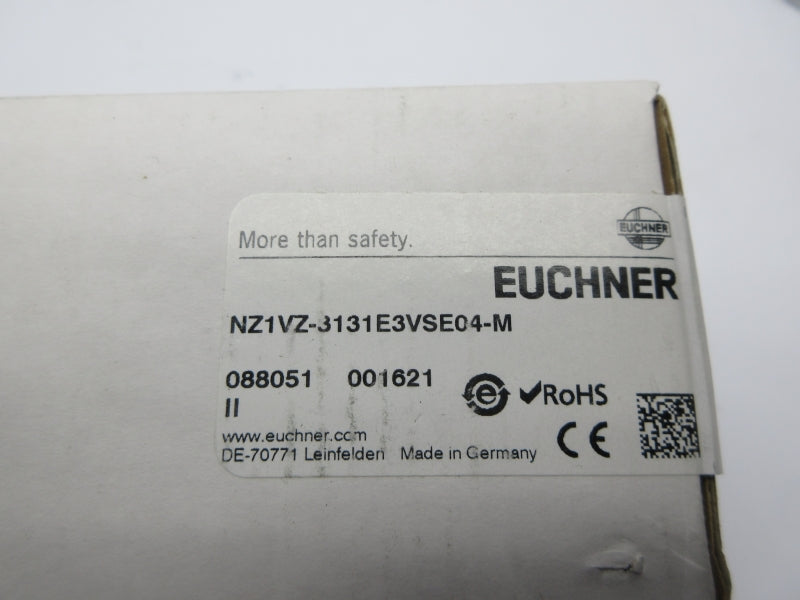 More than safety.
EUCHNER
EUCHNER
NZ1VZ-3131E3VSE04-M
088051 001621
e RoHS
II
CE
www.euchner.com
DE-70771 Leinfelden Made in Germany